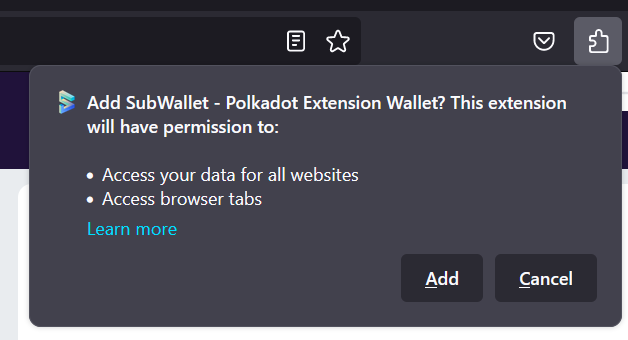 Add SubWallet - Polkadot Extension Wallet? This extension
will have permission to:
• Access your data for all websites
• Access browser tabs
Learn more
Add
Cancel